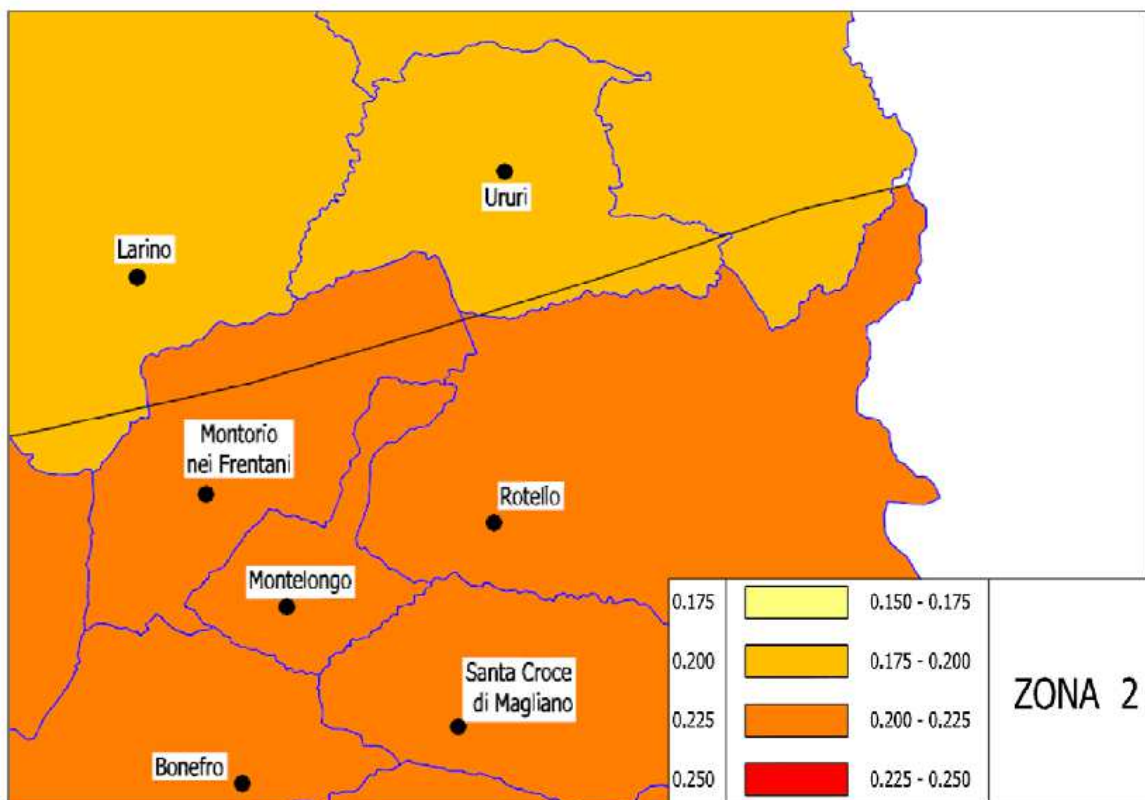 Ururi
Larino
Montorio
nei Frentani
Rotello
Montelongo
Santa Croce
di Magliano
Bonefro
0.175 0.150 - 0.175
0.200 0.175 - 0.200
0.225 0.200 - 0.225
0.250 0.225 - 0.250
ZONA 2